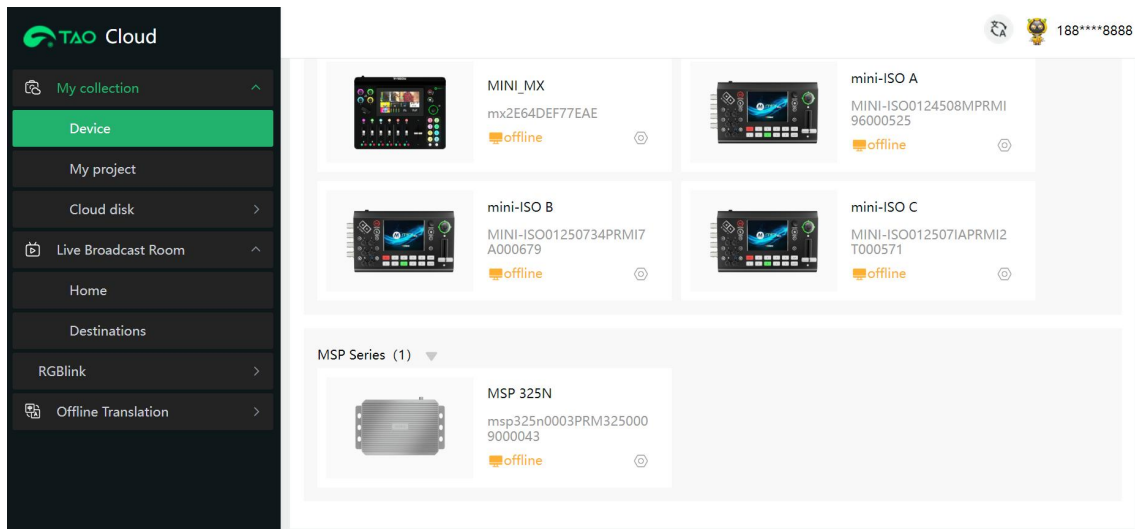 TAO Cloud
188****8888
My collection
Device
My project
Cloud disk
Live Broadcast Room
Home
Destinations
RGBlink
Offline Translation
MINI_MX
mx2E64DEF77EAE
offline
mini-ISO A
MINI-ISO0124508MPRMI
96000525
offline
mini-ISO B
MINI-ISO01250734PRMI7
A000679
offline
mini-ISO C
MINI-ISO012507IAPRMI2
T000571
offline
MSP Series (1)
MSP 325N
msp325n0003PRM325000
9000043
offline